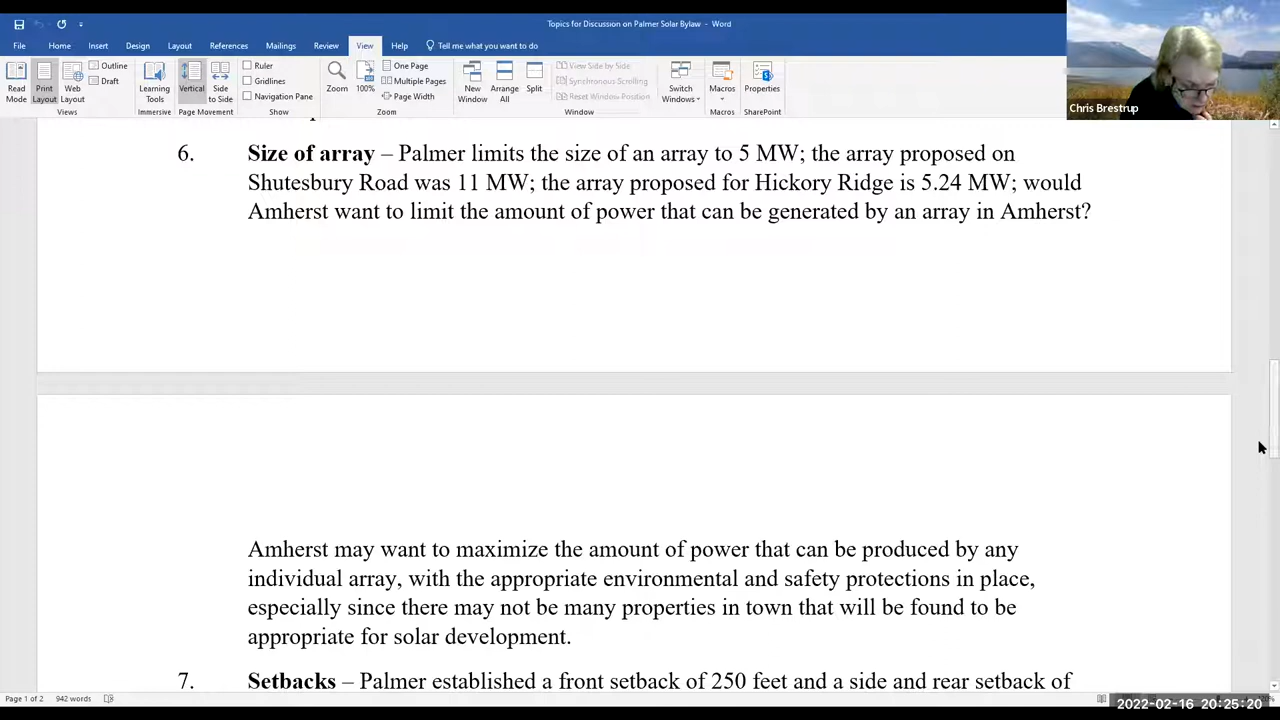 Topics for Discussion on Palmer Solar Bylaw - Word
File Home Insert Design Layout References Mailings Review View Help Tell me what you want to do
Read Mode
Print Layout
Web Layout
Outline
Draft
Views
Learning Tools
Immersive
Vertical
Side to Side
Page Movement
Ruler
Gridlines
Navigation Pane
Show
Zoom
100%
One Page
Multiple Pages
Page Width
Zoom
New Window
Arrange All
Split
View Side by Side
Synchronous Scrolling
Reset Window Position
Window
Switch Windows
Macros
Macros
Properties
SharePoint
Chris Brestrup
6. Size of array – Palmer limits the size of an array to 5 MW; the array proposed on
Shutesbury Road was 11 MW; the array proposed for Hickory Ridge is 5.24 MW; would
Amherst want to limit the amount of power that can be generated by an array in Amherst?
Amherst may want to maximize the amount of power that can be produced by any
individual array, with the appropriate environmental and safety protections in place,
especially since there may not be many properties in town that will be found to be
appropriate for solar development.
7. Setbacks – Palmer established a front setback of 250 feet and a side and rear setback of
Page 1 of 2 942 words
2022-02-16 20:25:20